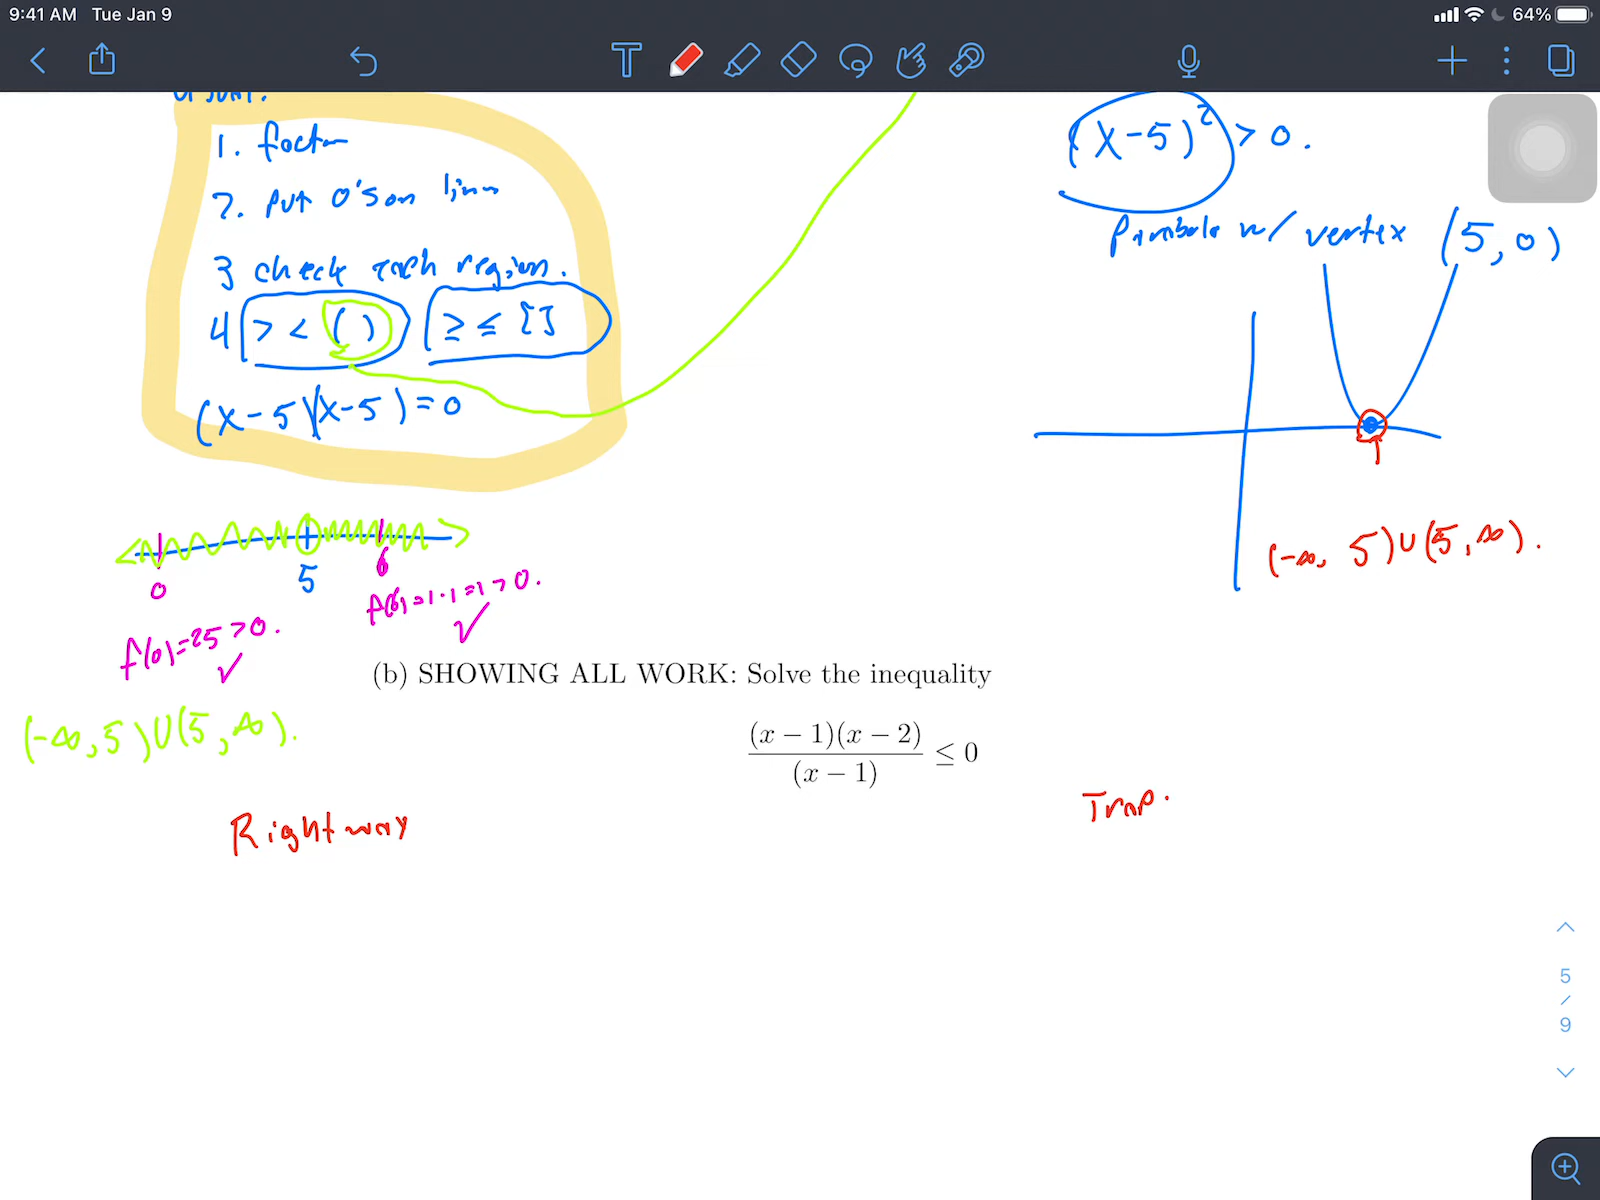 9:41 AM Tue Jan 9
64%
1. factor
2. put 0's on line
3 check each region.
4 > < ( ) ≥ ≤ [ ]
(x-5)(x-5)=0
(x-5)² > 0.
Parabola w/ vertex (5,0)
(-∞, 5)∪(5,∞).
0 5 6
f(0)=25>0. ✓
f(6)=1·1=1>0. ✓
(-∞,5)∪(5,∞).
(b) SHOWING ALL WORK: Solve the inequality
(x − 1)(x − 2)
(x − 1)
≤ 0
Right way
Trap.
5
/
9